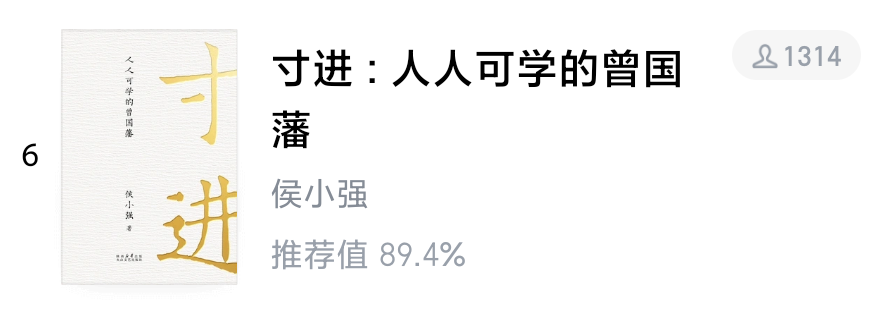 6
人人可学的曾国藩
寸进
侯小强 著
寸进：人人可学的曾国
藩
侯小强
推荐值 89.4%
1314